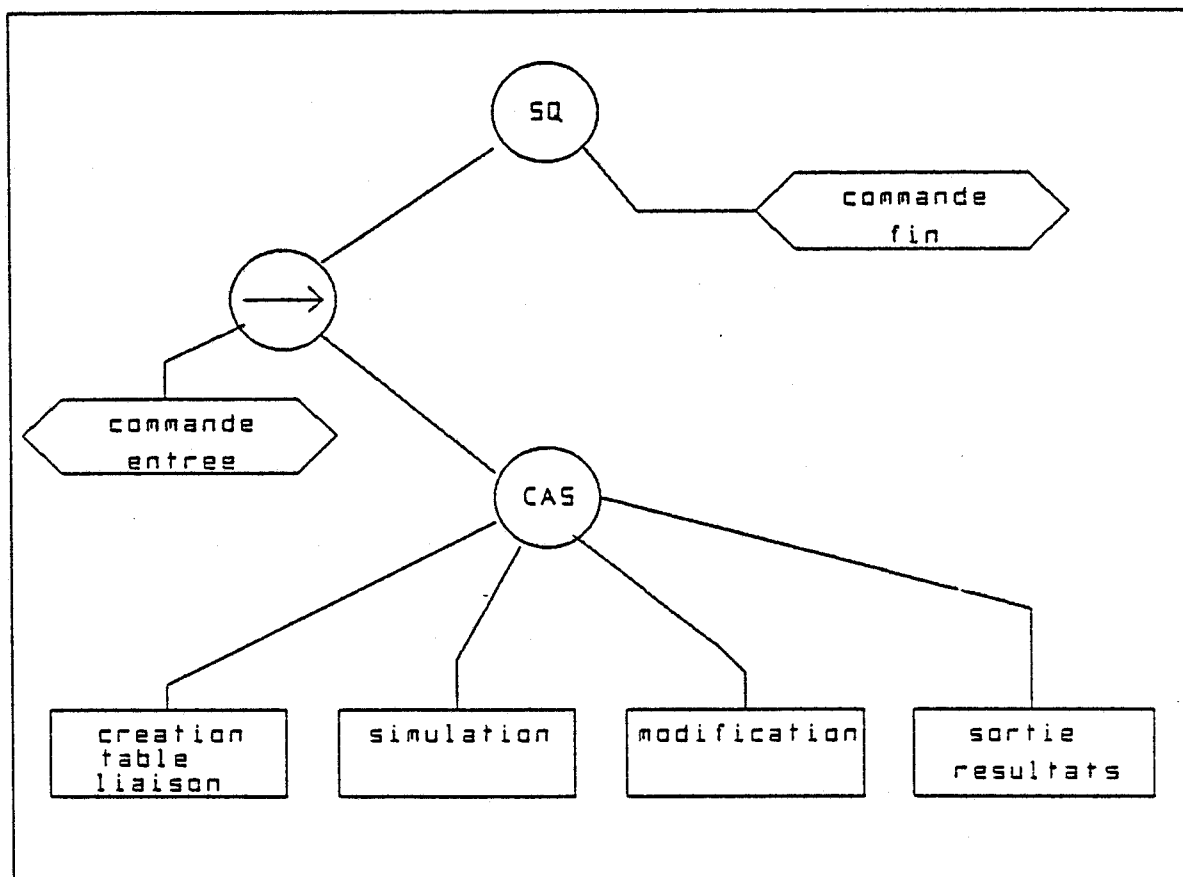 SQ
commande
fin
commande
entree
CAS
creation
table
liaison
simulation
modification
sortie
resultats